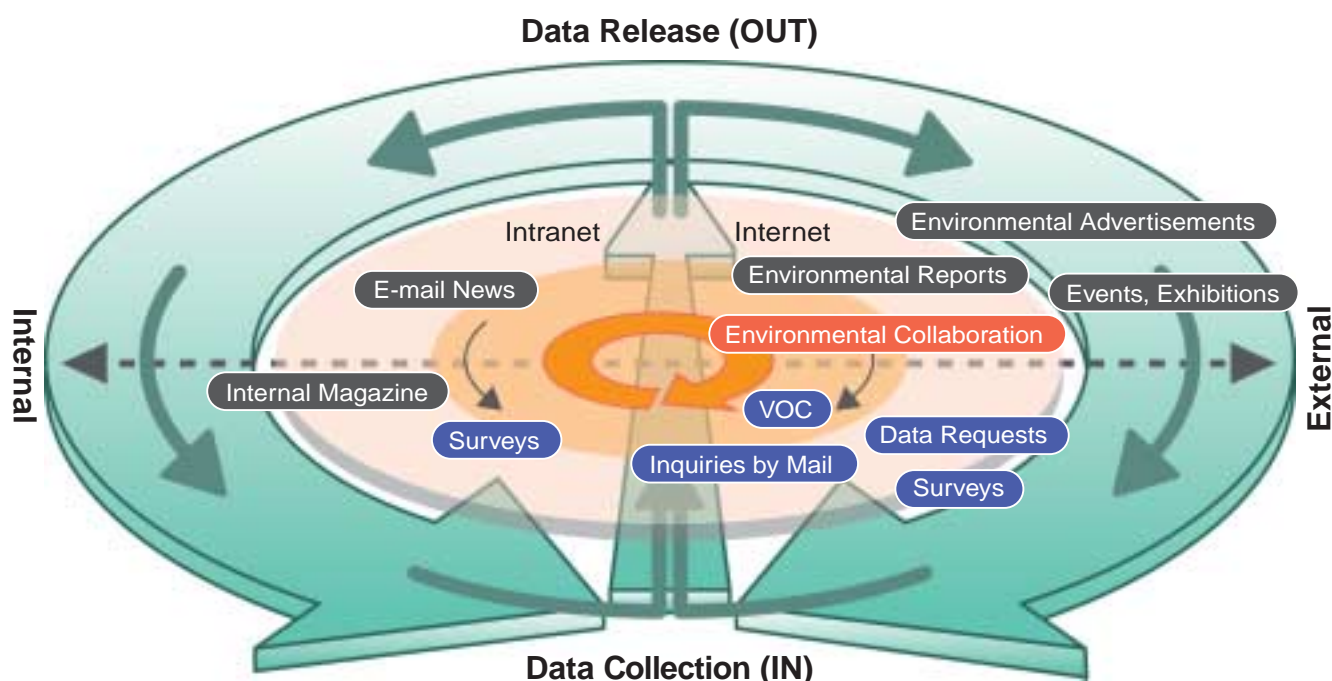 Data Release (OUT)
Intranet
Internet
Environmental Advertisements
E-mail News
Environmental Reports
Events, Exhibitions
Internal
Environmental Collaboration
External
Internal Magazine
VOC
Surveys
Data Requests
Inquiries by Mail
Surveys
Data Collection (IN)